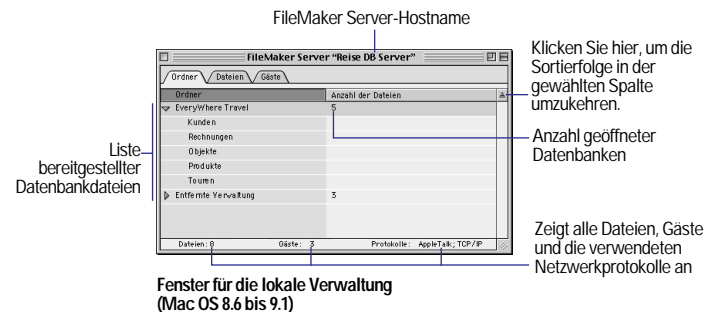 FileMaker Server-Hostname
FileMaker Server “Reise DB Server”
Ordner
Dateien
Gäste
Ordner
Anzahl der Dateien
EveryWhere Travel
5
Kunden
Rechnungen
Objekte
Produkte
Touren
Entfernte Verwaltung
3
Dateien: 8
Gäste: 3
Protokolle: AppleTalk; TCP/IP
Liste
bereitgestellter
Datenbankdateien
Klicken Sie hier, um die
Sortierfolge in der
gewählten Spalte
umzukehren.
Anzahl geöffneter
Datenbanken
Zeigt alle Dateien, Gäste
und die verwendeten
Netzwerkprotokolle an
Fenster für die lokale Verwaltung
(Mac OS 8.6 bis 9.1)